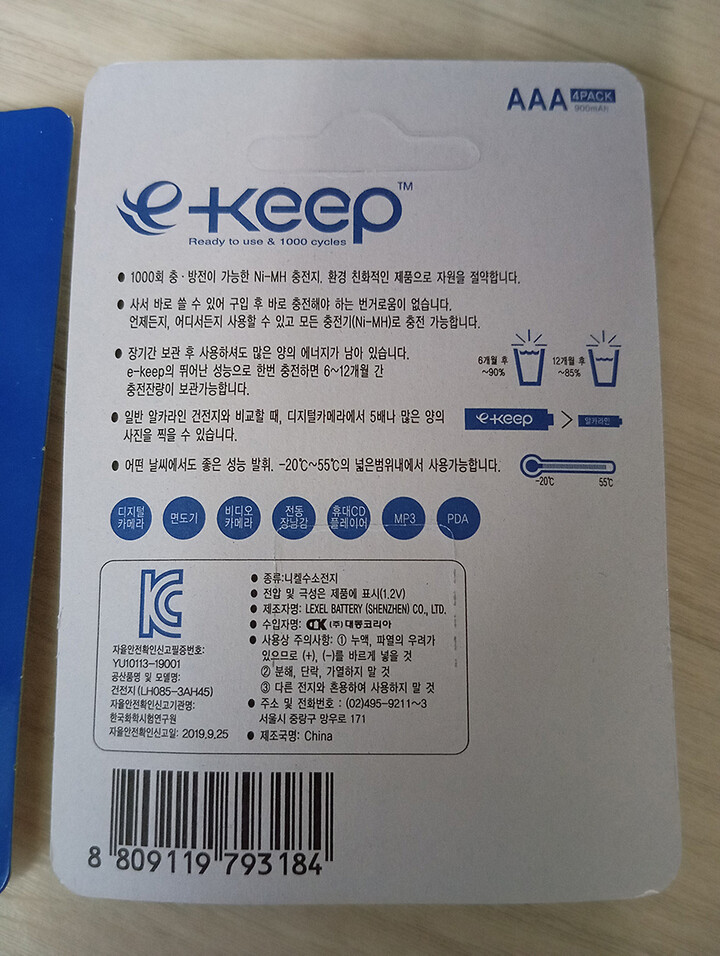 AAA 4PACK
900mAh
e-keep™
Ready to use & 1000 cycles
● 1000회 충·방전이 가능한 Ni-MH 충전지. 환경 친화적인 제품으로 자원을 절약합니다.
● 사서 바로 쓸 수 있어 구입 후 바로 충전해야 하는 번거로움이 없습니다.
언제든지, 어디서든지 사용할 수 있고 모든 충전기(Ni-MH)로 충전 가능합니다.
● 장기간 보관 후 사용하셔도 많은 양의 에너지가 남아 있습니다.
e-keep의 뛰어난 성능으로 한번 충전하면 6~12개월 간
충전잔량이 보관가능합니다.
6개월 후
~90%
12개월 후
~85%
● 일반 알카라인 건전지와 비교할 때, 디지털카메라에서 5배나 많은 양의
사진을 찍을 수 있습니다.
e-keep > 알카라인
● 어떤 날씨에서도 좋은 성능 발휘. -20℃~55℃의 넓은범위내에서 사용가능합니다.
-20℃ 55℃
디지털
카메라
면도기
비디오
카메라
전동
장난감
휴대CD
플레이어
MP3
PDA
자율안전확인신고필증번호:
YU10113-19001
공산품명 및 모델명:
건전지 (LH085-3AH45)
자율안전확인신고기관명:
한국화학시험연구원
자율안전확인신고일: 2019.9.25
● 종류:니켈수소전지
● 전압 및 극성은 제품에 표시(1.2V)
● 제조자명: LEXEL BATTERY (SHENZHEN) CO., LTD.
● 수입자명: DK (주)대동코리아
● 사용상 주의사항: ① 누액, 파열의 우려가
있으므로 (+), (-)를 바르게 넣을 것
② 분해, 단락, 가열하지 말 것
③ 다른 전지와 혼용하여 사용하지 말 것
● 주소 및 전화번호 : (02)495-9211~3
서울시 중랑구 망우로 171
● 제조국명: China
8 809119 793184